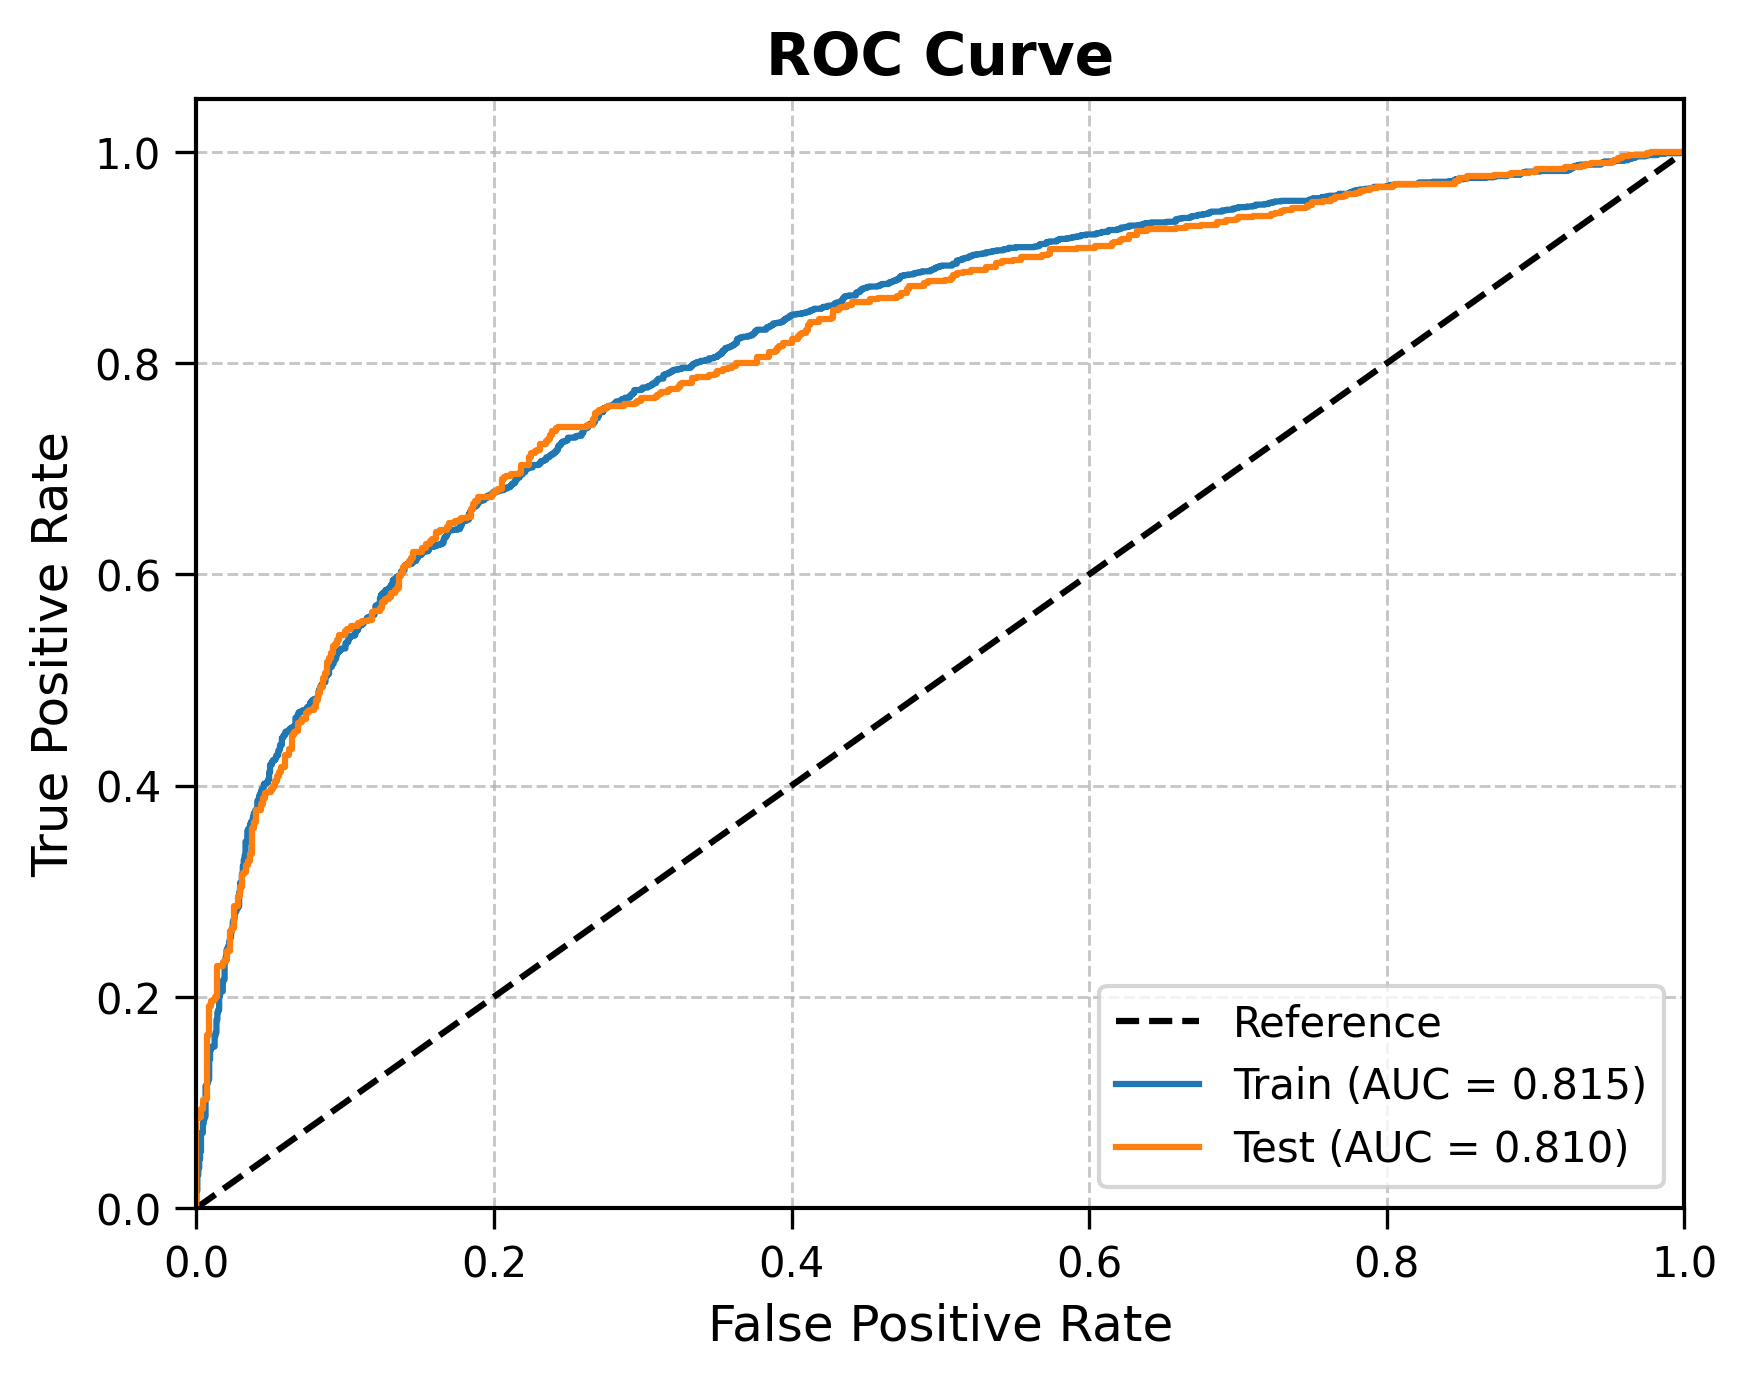 ROC Curve
True Positive Rate
1.0
0.8
0.6
0.4
0.2
0.0
Reference
Train (AUC = 0.815)
Test (AUC = 0.810)
0.0 0.2 0.4 0.6 0.8 1.0
False Positive Rate